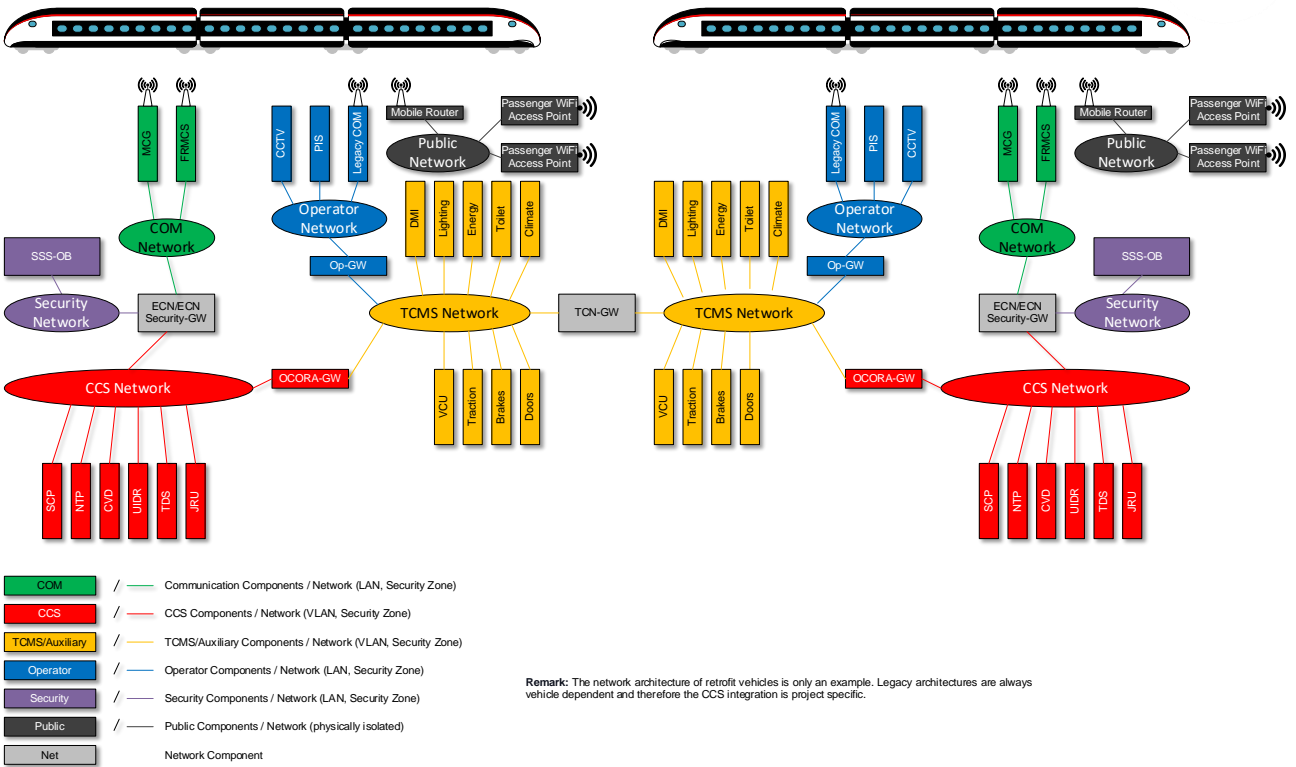 MCG
FRMCS
CCTV
PIS
Legacy COM
Mobile Router
Passenger WiFi
Access Point
Public
Network
Passenger WiFi
Access Point
COM
Network
Operator
Network
Op-GW
DMI
Lighting
Energy
Toilet
Climate
SSS-OB
Security
Network
ECN/ECN
Security-GW
TCMS Network
TCN-GW
CCS Network
OCORA-GW
VCU
Traction
Brakes
Doors
SCP
NTP
CVD
UIDR
TDS
JRU
DMI
Lighting
Energy
Toilet
Climate
Legacy COM
PIS
CCTV
Operator
Network
Op-GW
TCMS Network
MCG
FRMCS
Mobile Router
Passenger WiFi
Access Point
Public
Network
Passenger WiFi
Access Point
COM
Network
SSS-OB
ECN/ECN
Security-GW
Security
Network
VCU
Traction
Brakes
Doors
OCORA-GW
CCS Network
SCP
NTP
CVD
UIDR
TDS
JRU
COM / Communication Components / Network (LAN, Security Zone)
CCS / CCS Components / Network (VLAN, Security Zone)
TCMS/Auxiliary / TCMS/Auxiliary Components / Network (VLAN, Security Zone)
Operator / Operator Components / Network (LAN, Security Zone)
Security / Security Components / Network (LAN, Security Zone)
Public / Public Components / Network (physically isolated)
Net Network Component
Remark: The network architecture of retrofit vehicles is only an example. Legacy architectures are always
vehicle dependent and therefore the CCS integration is project specific.